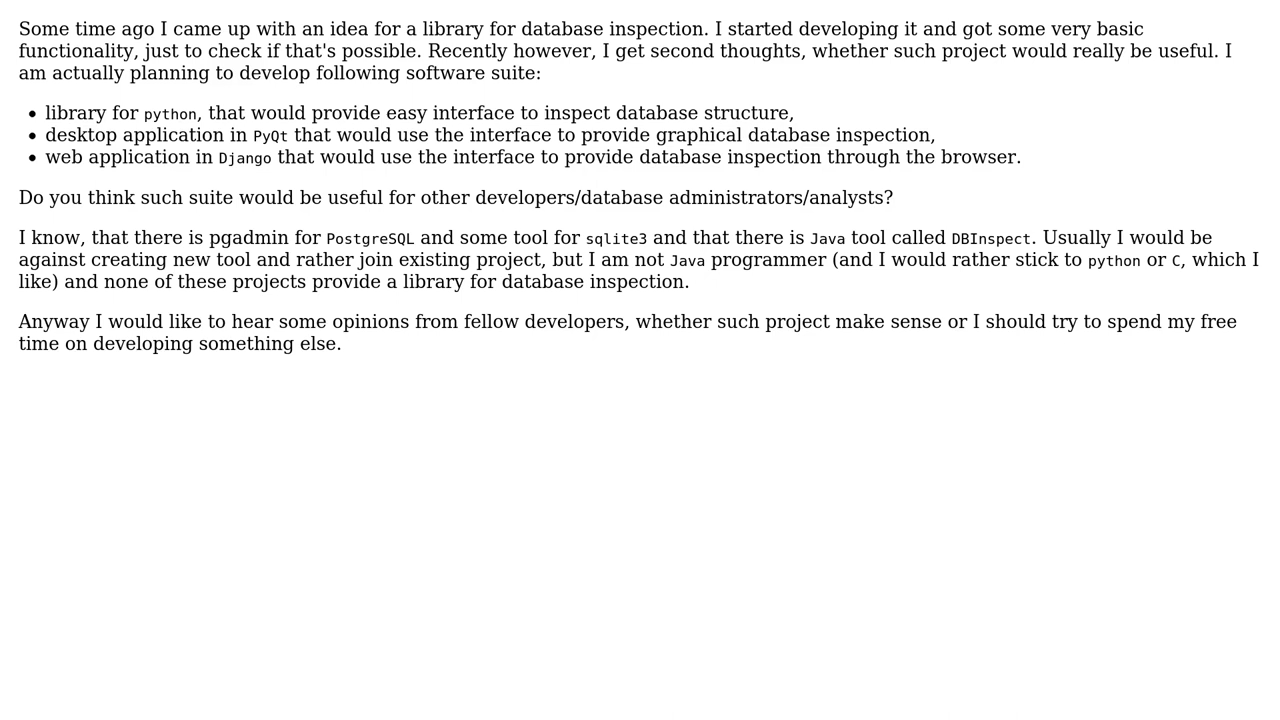 Some time ago I came up with an idea for a library for database inspection. I started developing it and got some very basic
functionality, just to check if that's possible. Recently however, I get second thoughts, whether such project would really be useful. I
am actually planning to develop following software suite:
• library for python, that would provide easy interface to inspect database structure,
• desktop application in PyQt that would use the interface to provide graphical database inspection,
• web application in Django that would use the interface to provide database inspection through the browser.
Do you think such suite would be useful for other developers/database administrators/analysts?
I know, that there is pgadmin for PostgreSQL and some tool for sqlite3 and that there is Java tool called DBInspect. Usually I would be
against creating new tool and rather join existing project, but I am not Java programmer (and I would rather stick to python or C, which I
like) and none of these projects provide a library for database inspection.
Anyway I would like to hear some opinions from fellow developers, whether such project make sense or I should try to spend my free
time on developing something else.